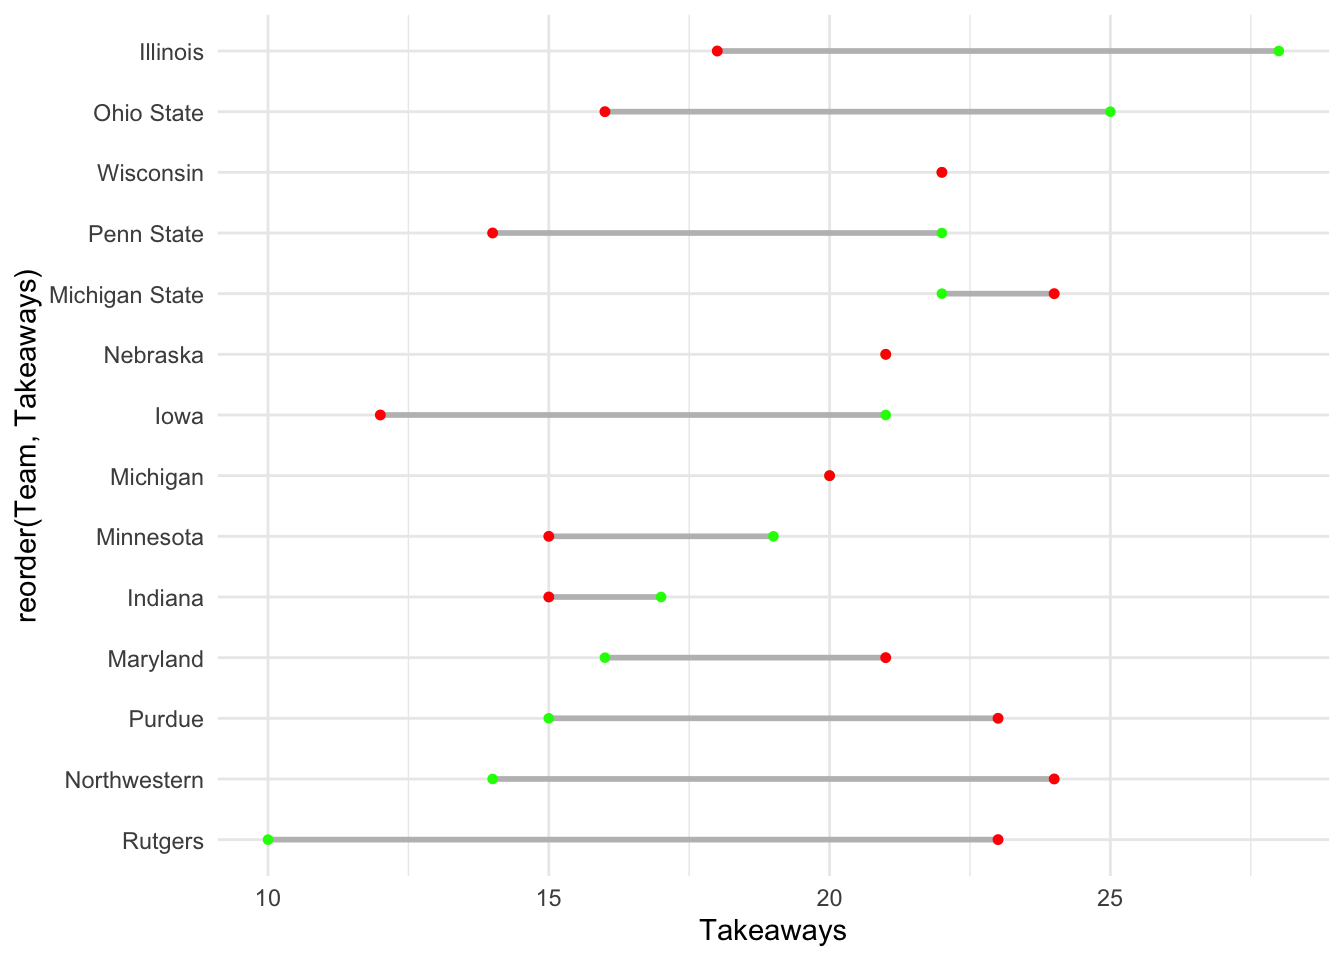 Illinois
Ohio State
Wisconsin
Penn State
Michigan State
Nebraska
Iowa
Michigan
Minnesota
Indiana
Maryland
Purdue
Northwestern
Rutgers
reorder(Team, Takeaways)
10 15 20 25
Takeaways